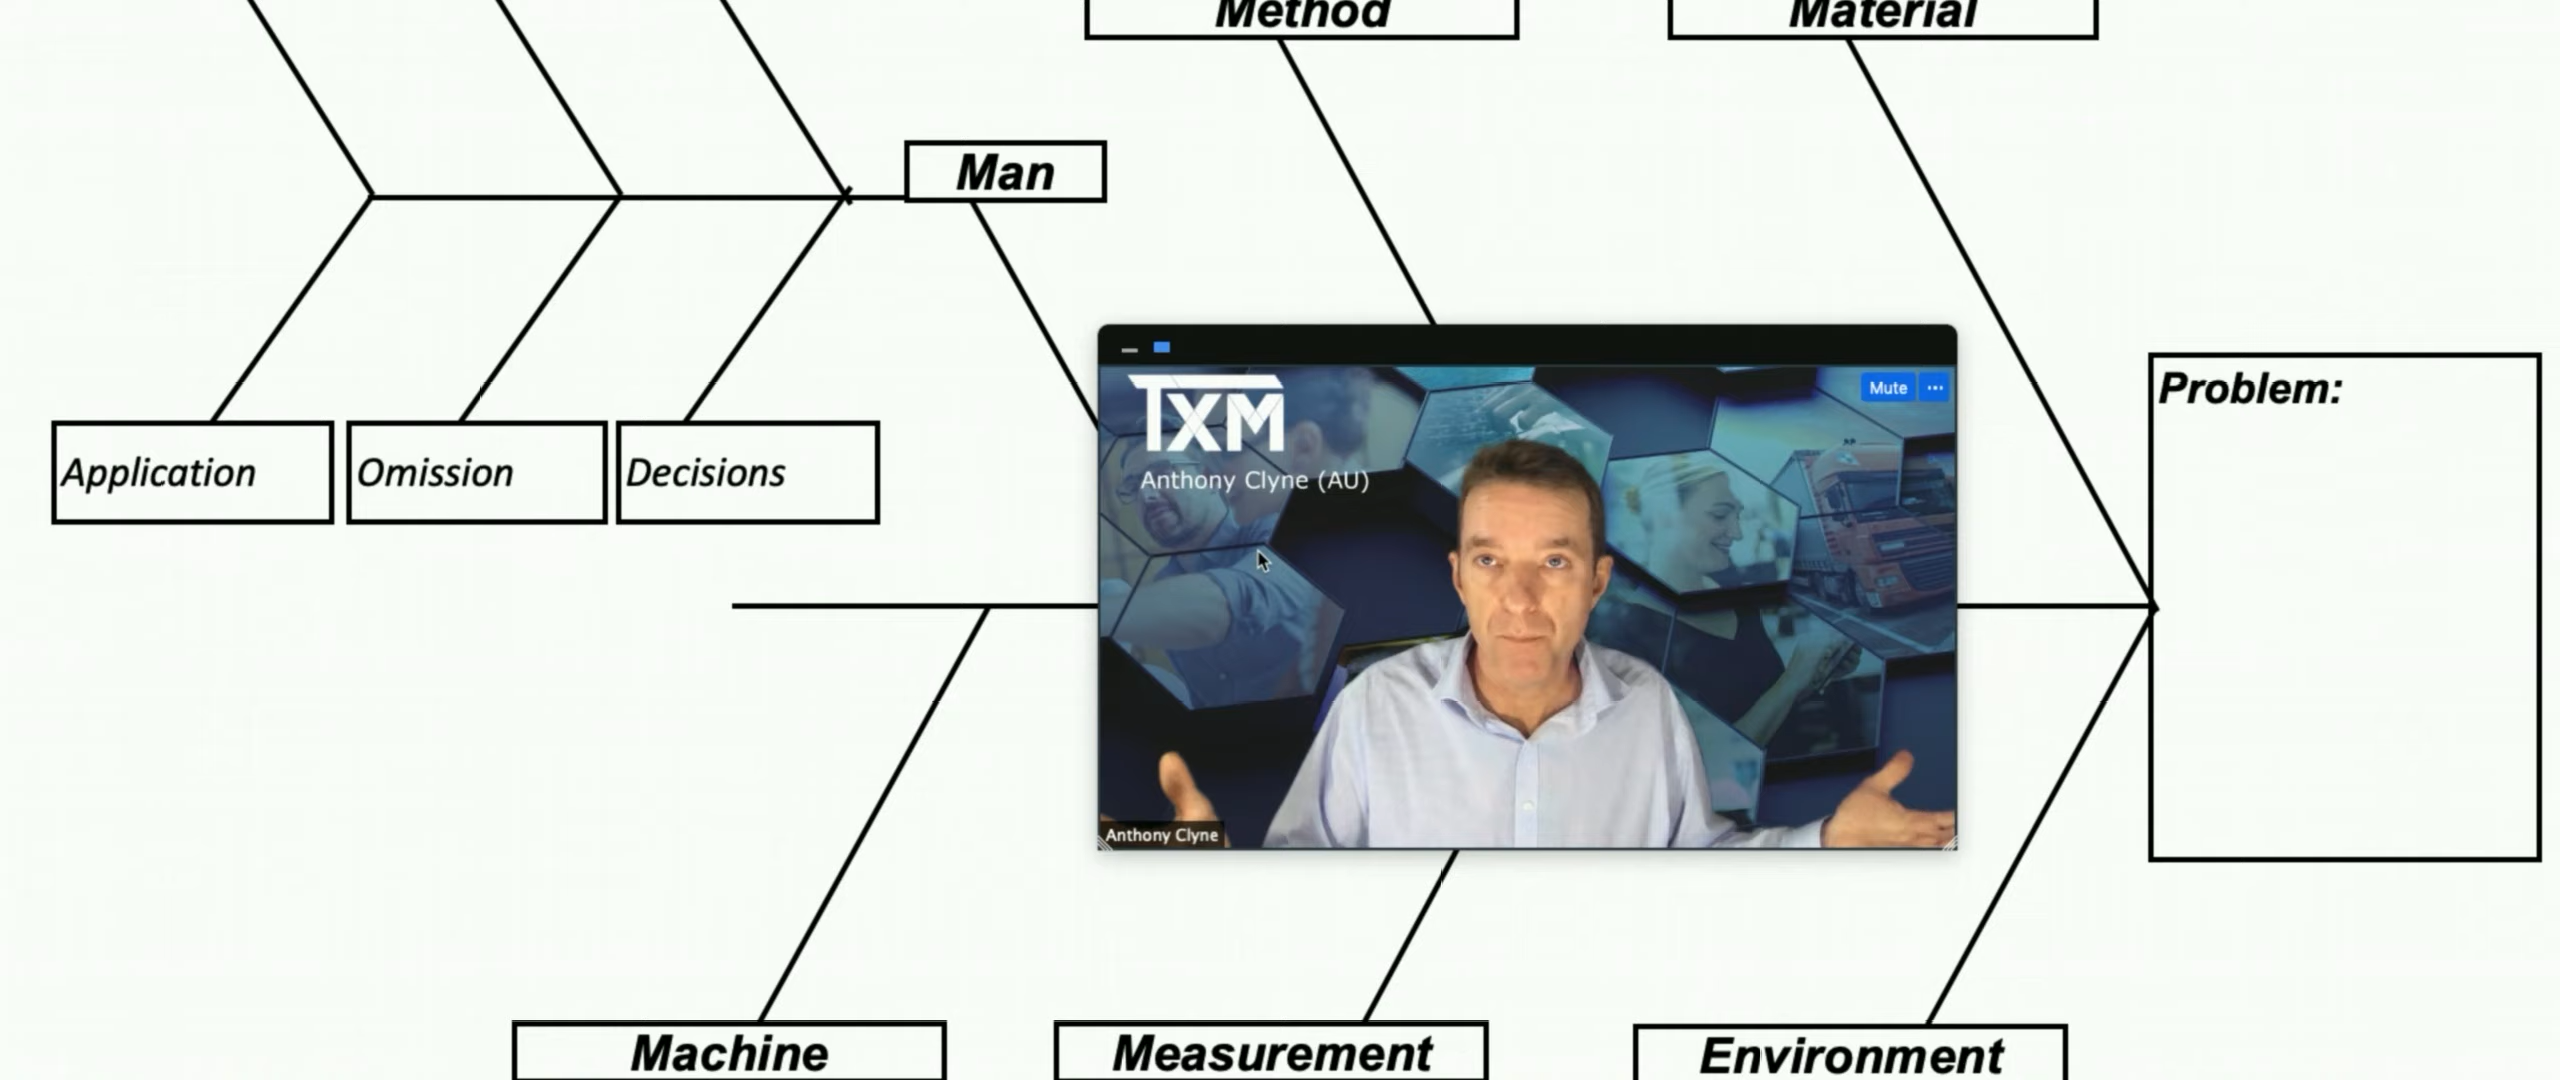 Method
Material
Man
Problem:
Mute
TXM
Anthony Clyne (AU)
Application
Omission
Decisions
Anthony Clyne
Machine
Measurement
Environment